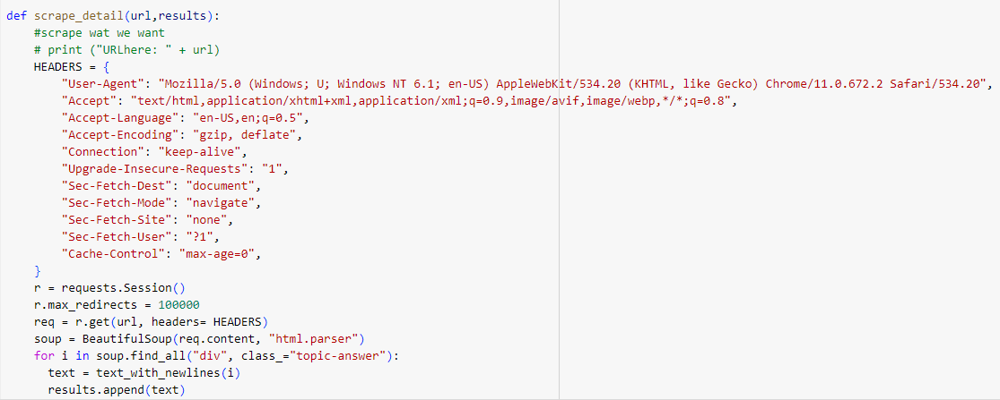 def scrape_detail(url,results):
    #scrape wat we want
    # print ("URLhere: " + url)
    HEADERS = {
        "User-Agent": "Mozilla/5.0 (Windows; U; Windows NT 6.1; en-US) AppleWebKit/534.20 (KHTML, like Gecko) Chrome/11.0.672.2 Safari/534.20",
        "Accept": "text/html,application/xhtml+xml,application/xml;q=0.9,image/avif,image/webp,*/*;q=0.8",
        "Accept-Language": "en-US,en;q=0.5",
        "Accept-Encoding": "gzip, deflate",
        "Connection": "keep-alive",
        "Upgrade-Insecure-Requests": "1",
        "Sec-Fetch-Dest": "document",
        "Sec-Fetch-Mode": "navigate",
        "Sec-Fetch-Site": "none",
        "Sec-Fetch-User": "?1",
        "Cache-Control": "max-age=0",
    }
    r = requests.Session()
    r.max_redirects = 100000
    req = r.get(url, headers= HEADERS)
    soup = BeautifulSoup(req.content, "html.parser")
    for i in soup.find_all("div", class_="topic-answer"):
      text = text_with_newlines(i)
      results.append(text)